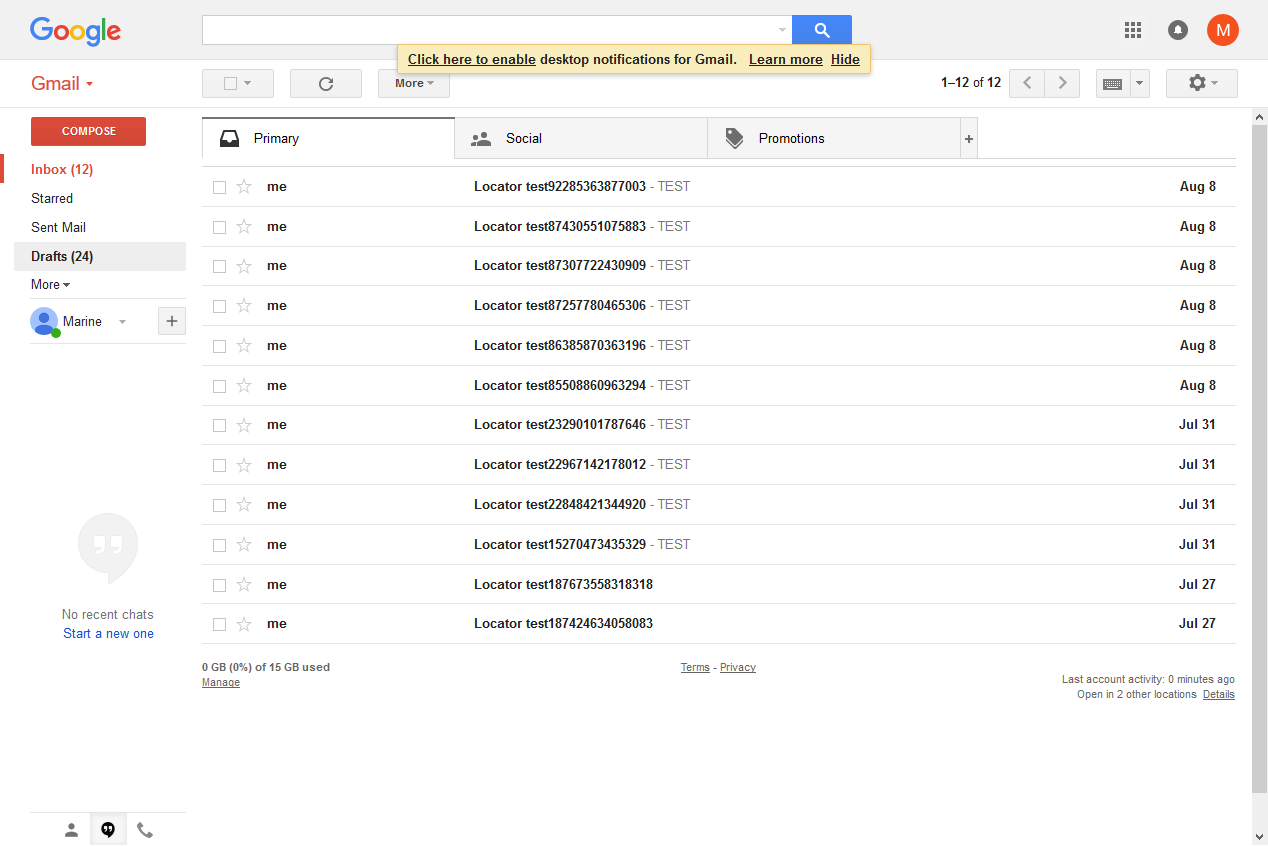 Google
M
Click here to enable desktop notifications for Gmail. Learn more Hide
Gmail
More
1–12 of 12
COMPOSE
Inbox (12)
Starred
Sent Mail
Drafts (24)
More
Marine
No recent chats
Start a new one
Primary
Social
Promotions
+
me Locator test92285363877003 - TEST Aug 8
me Locator test87430551075883 - TEST Aug 8
me Locator test87307722430909 - TEST Aug 8
me Locator test87257780465306 - TEST Aug 8
me Locator test86385870363196 - TEST Aug 8
me Locator test85508860963294 - TEST Aug 8
me Locator test23290101787646 - TEST Jul 31
me Locator test22967142178012 - TEST Jul 31
me Locator test22848421344920 - TEST Jul 31
me Locator test15270473435329 - TEST Jul 31
me Locator test187673558318318 Jul 27
me Locator test187424634058083 Jul 27
0 GB (0%) of 15 GB used
Manage
Terms - Privacy
Last account activity: 0 minutes ago
Open in 2 other locations Details